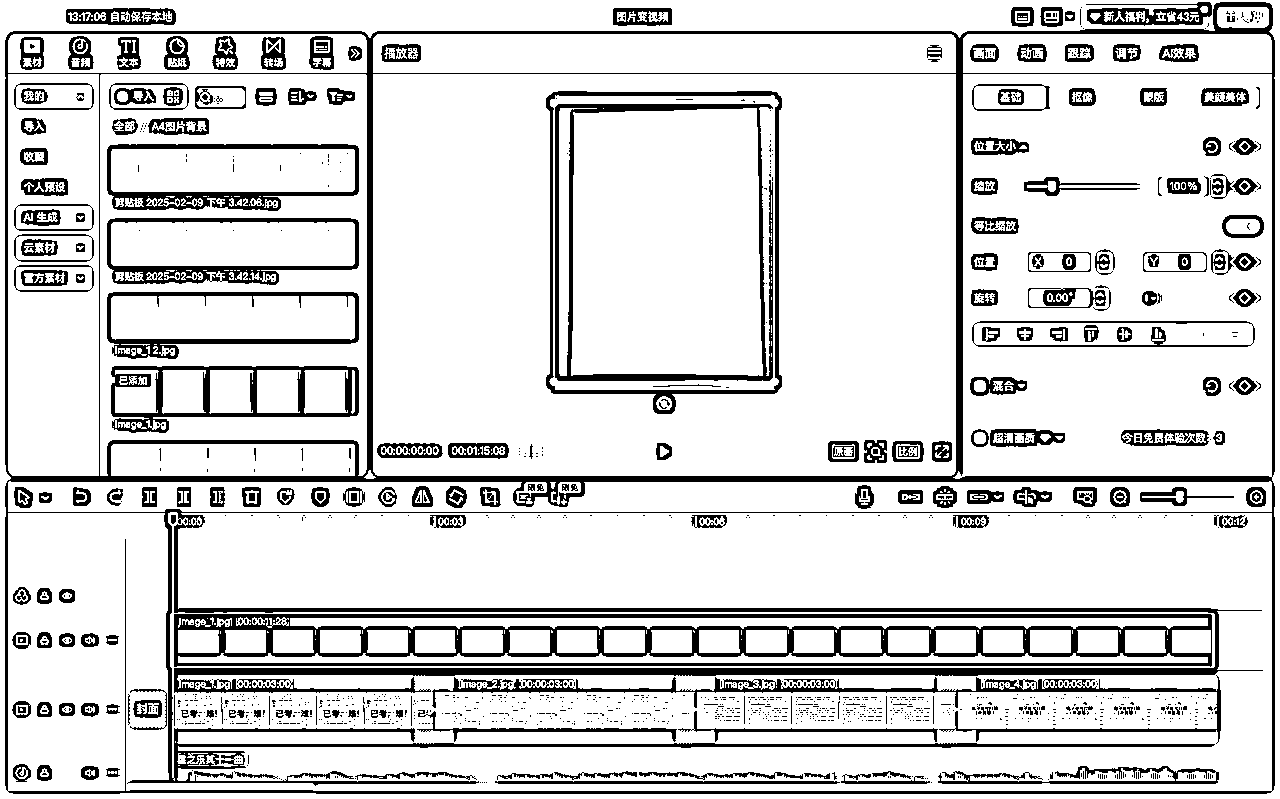 13:17:06 自动保存本地
图片变视频
新人福利，立省43元
素材 音频 文本 贴纸 特效 转场 字幕
播放器
画面 动画 跟踪 调节 AI效果
我的
导入
基础 抠像 蒙版 美颜美体
导入
全部 / A4图片背景
收藏
位置大小
个人预设
缩放 100%
剪贴板 2025-02-09 下午 3.42.06.jpg
AI 生成
等比缩放
云素材
位置 X 0 Y 0
剪贴板 2025-02-09 下午 3.42.14.jpg
官方素材
旋转 0.00°
image_12.jpg
已添加
混合
image_1.jpg
超清画质 今日免费体验次数: 3
00:00:00:00 00:01:15:08
原画 比例
限免 限免
00:00 00:03 00:06 00:09 00:12
image_1.jpg 00:00:11:28
image_1.jpg 00:00:03:00 image_2.jpg 00:00:03:00 image_3.jpg 00:00:03:00 image_4.jpg 00:00:03:00
封面